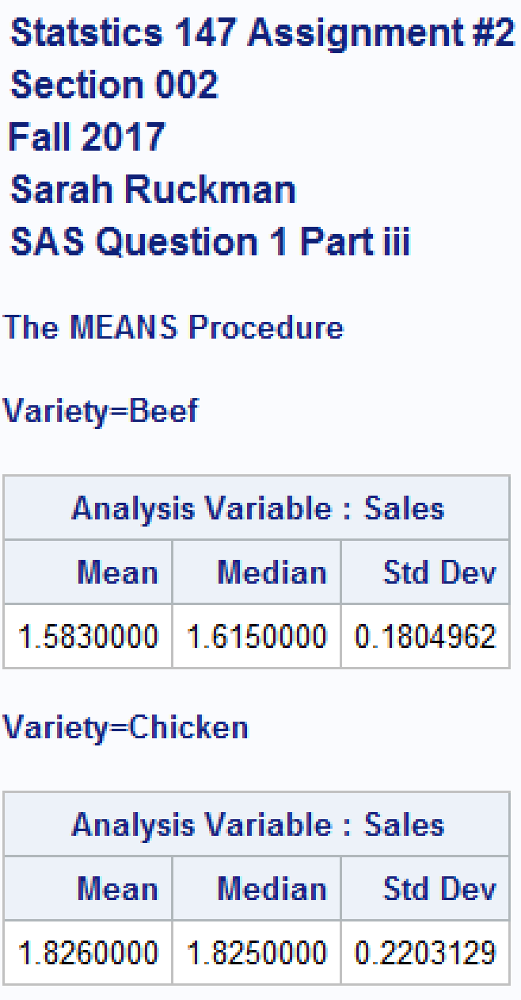 Statstics 147 Assignment #2
Section 002
Fall 2017
Sarah Ruckman
SAS Question 1 Part iii
The MEANS Procedure
Variety=Beef
Analysis Variable : Sales
Mean Median Std Dev
1.5830000 1.6150000 0.1804962
Variety=Chicken
Analysis Variable : Sales
Mean Median Std Dev
1.8260000 1.8250000 0.2203129